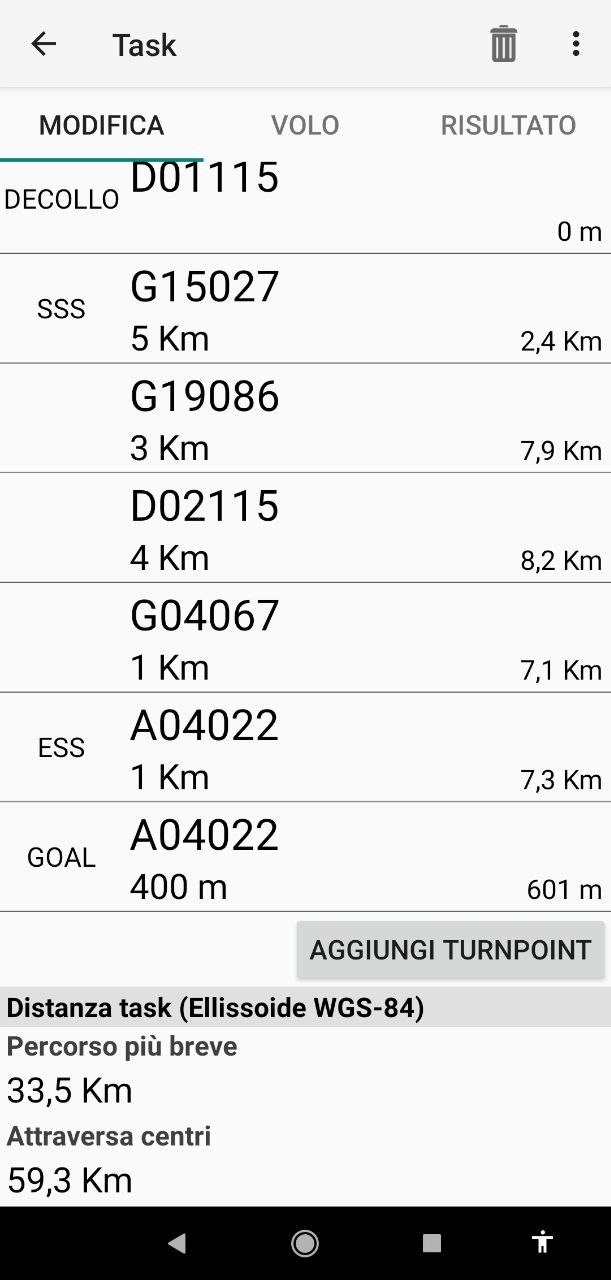 Task
MODIFICA VOLO RISULTATO
DECOLLO D01115
0 m
SSS G15027
5 Km 2,4 Km
G19086
3 Km 7,9 Km
D02115
4 Km 8,2 Km
G04067
1 Km 7,1 Km
ESS A04022
1 Km 7,3 Km
GOAL A04022
400 m 601 m
AGGIUNGI TURNPOINT
Distanza task (Ellissoide WGS-84)
Percorso più breve
33,5 Km
Attraversa centri
59,3 Km